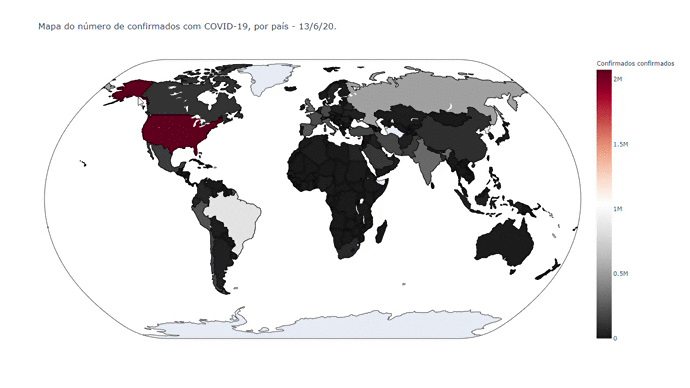 Mapa do número de confirmados com COVID-19, por país - 13/6/20.
Confirmados confirmados
2M
1.5M
1M
0.5M
0